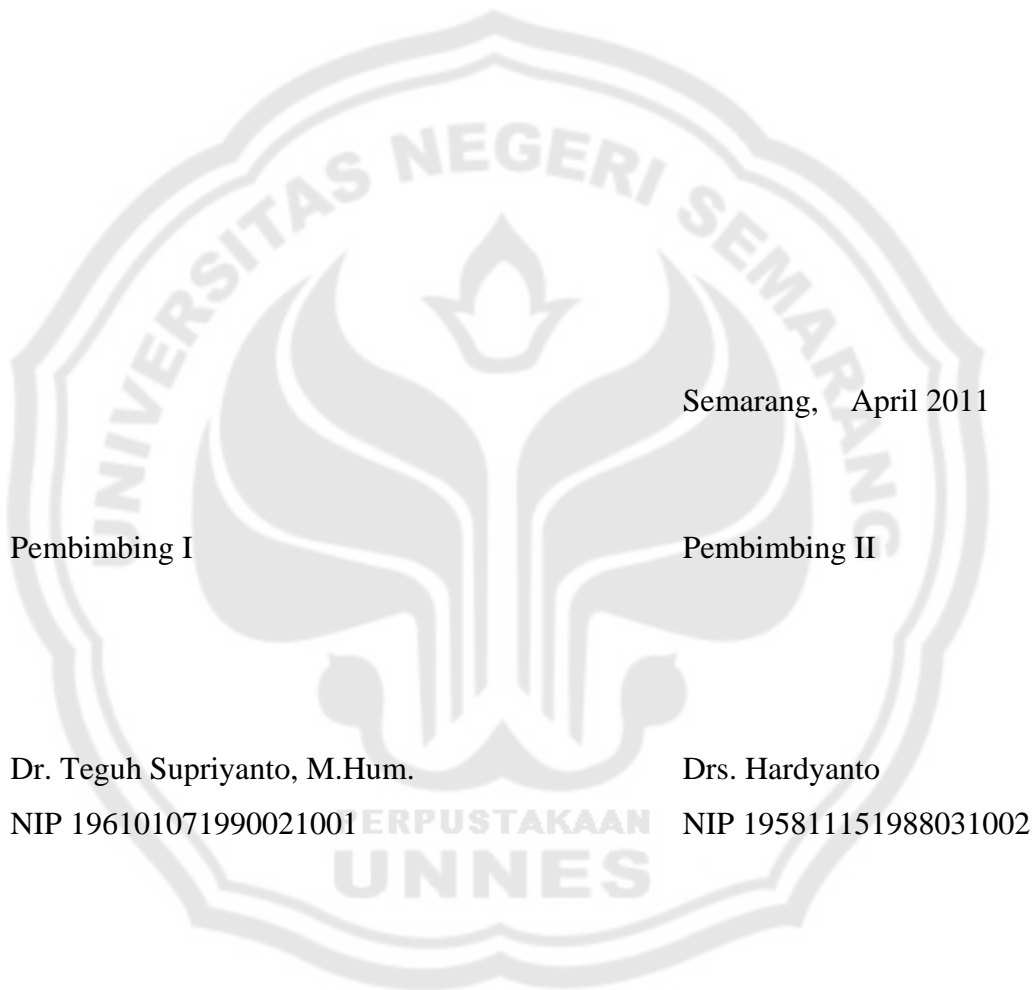 UNIVERSITAS NEGERI SEMARANG
Semarang, April 2011
Pembimbing I Pembimbing II
Dr. Teguh Supriyanto, M.Hum. Drs. Hardyanto
NIP 196101071990021001 NIP 195811151988031002
PERPUSTAKAAN
UNNES